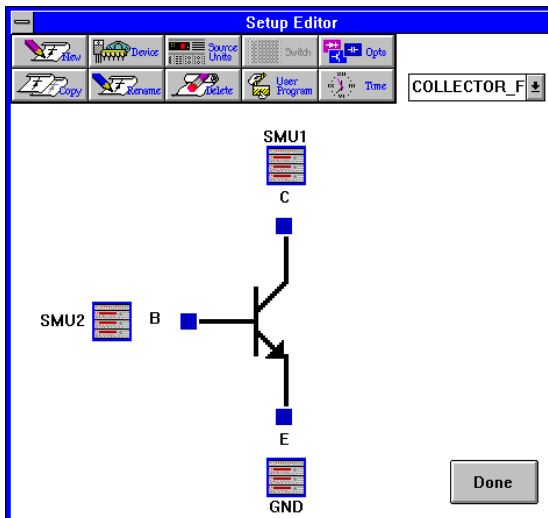 Setup Editor
New
Device
Source Units
Switch
Opts
Copy
Rename
Delete
User Program
Time
COLLECTOR_F
SMU1
C
SMU2
B
E
GND
Done